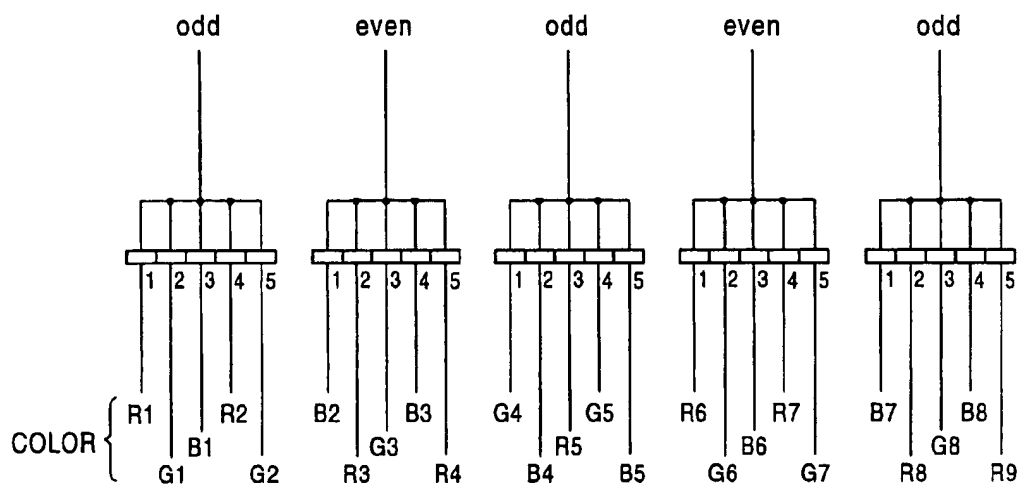 odd even odd even odd
1 2 3 4 5 1 2 3 4 5 1 2 3 4 5 1 2 3 4 5 1 2 3 4 5
R1 R2 B2 B3 G4 G5 R6 R7 B7 B8
COLOR B1 G3 R5 B6 G8
G1 G2 R3 R4 B4 B5 G6 G7 R8 R9